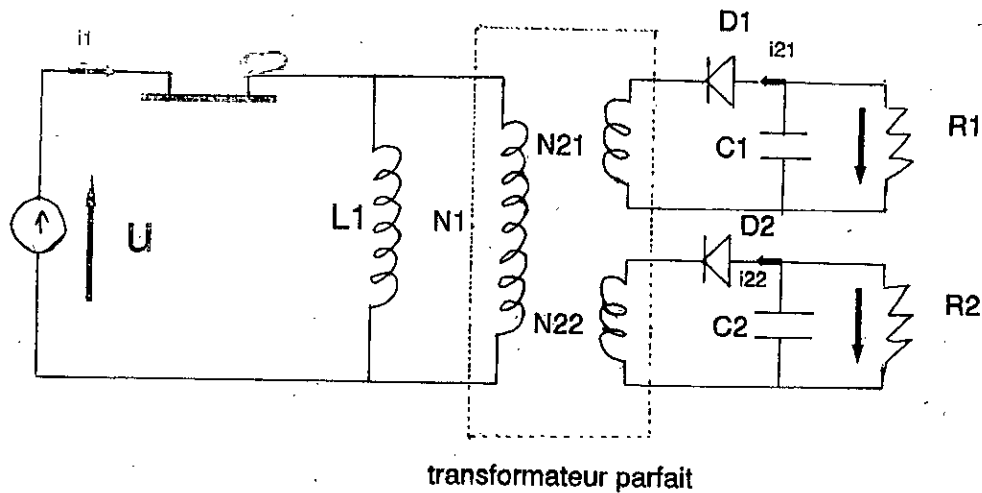 D1
i1
i21
N21
C1
R1
U
L1
N1
D2
i22
N22
C2
R2
transformateur parfait